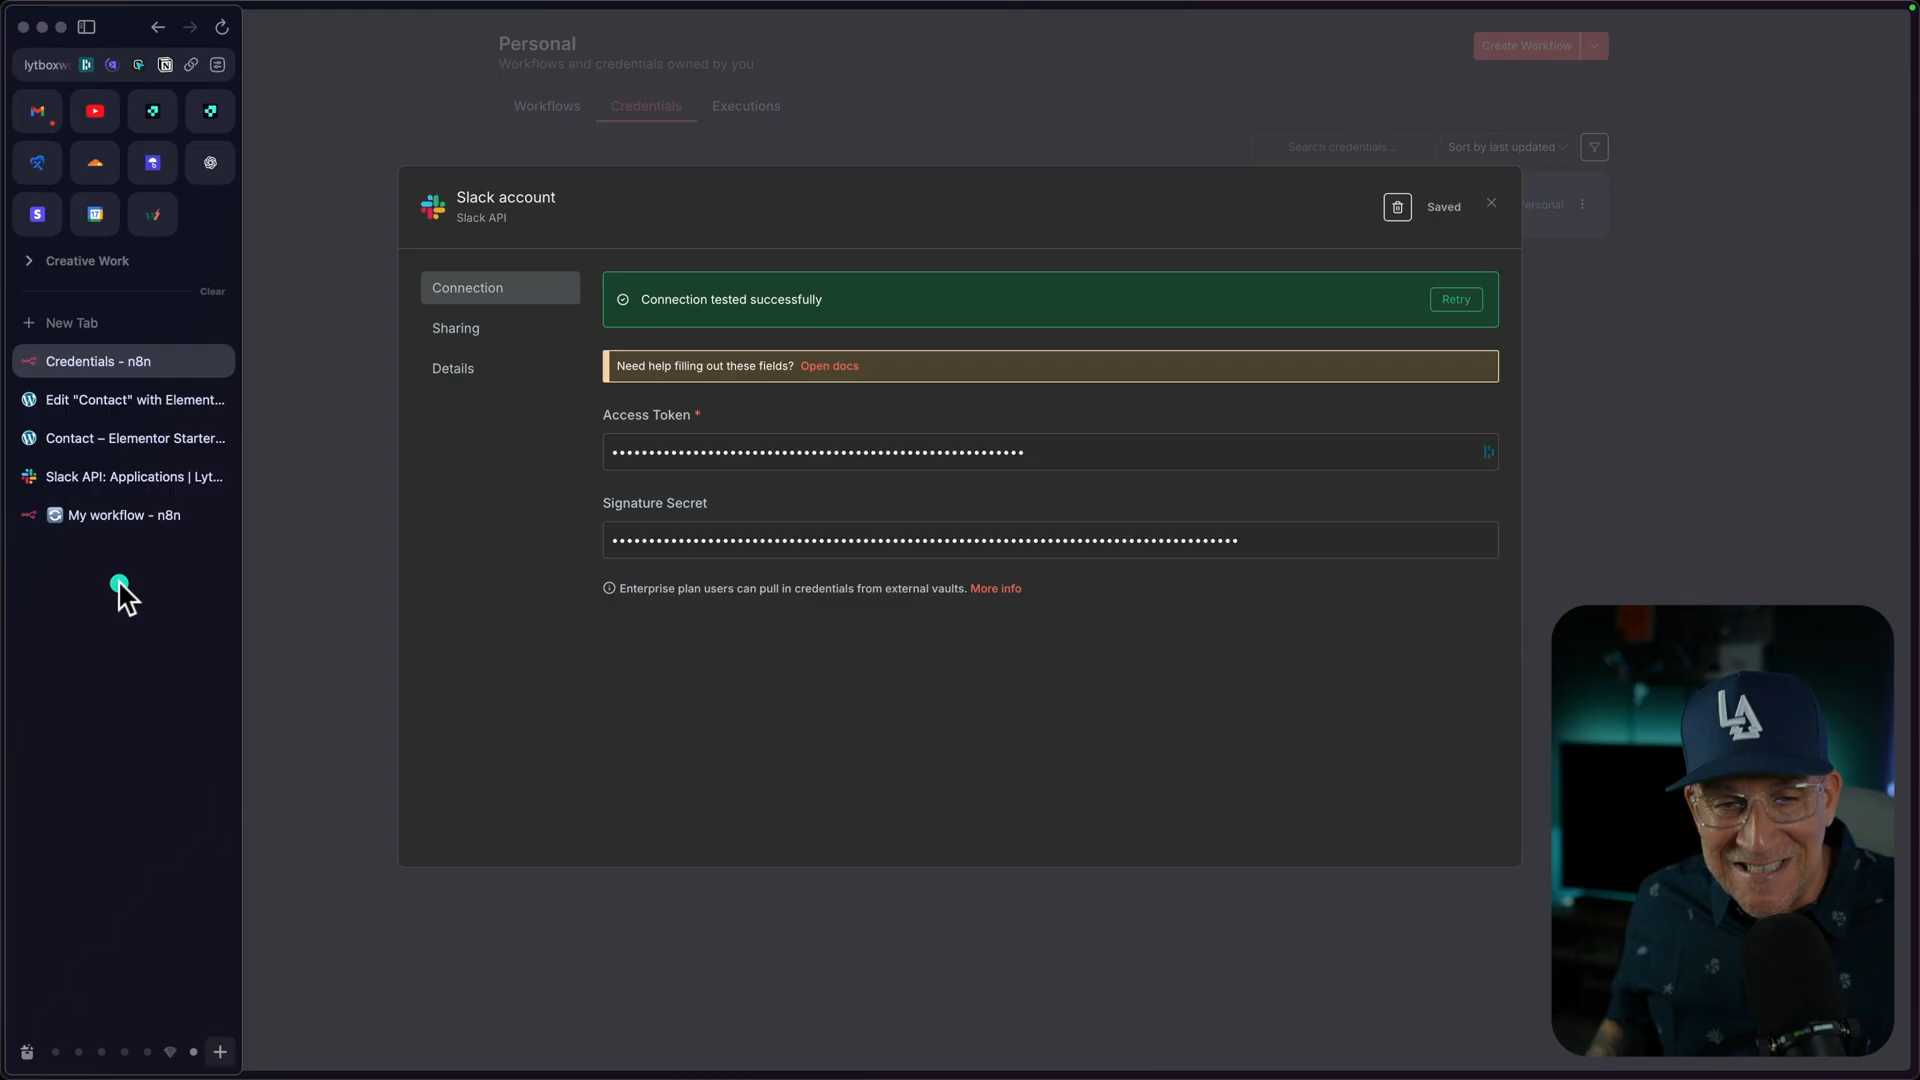 lytboxw
Creative Work
Clear
New Tab
Credentials - n8n
Edit "Contact" with Element...
Contact – Elementor Starter...
Slack API: Applications | Lyt...
My workflow - n8n
Personal
Workflows and credentials owned by you
Create Workflow
Workflows
Credentials
Executions
Search credentials...
Sort by last updated
Personal
Slack account
Slack API
Saved
Connection
Sharing
Details
Connection tested successfully
Retry
Need help filling out these fields? Open docs
Access Token *
Signature Secret
Enterprise plan users can pull in credentials from external vaults. More info
17
S
LA